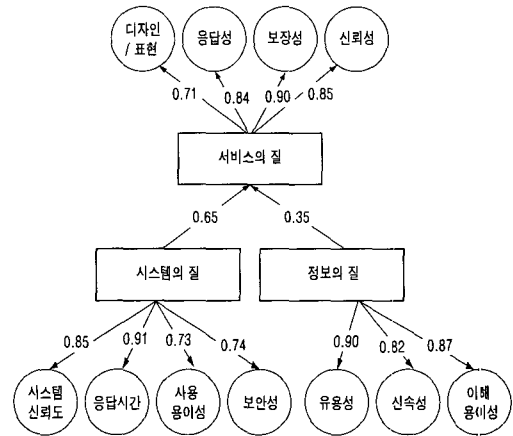 디자인
/ 표현
응답성
보장성
신뢰성
0.71
0.84
0.90
0.85
서비스의 질
0.65
0.35
시스템의 질
정보의 질
0.85
0.91
0.73
0.74
0.90
0.82
0.87
시스템
신뢰도
응답시간
사용
용이성
보안성
유용성
신속성
이해
용이성